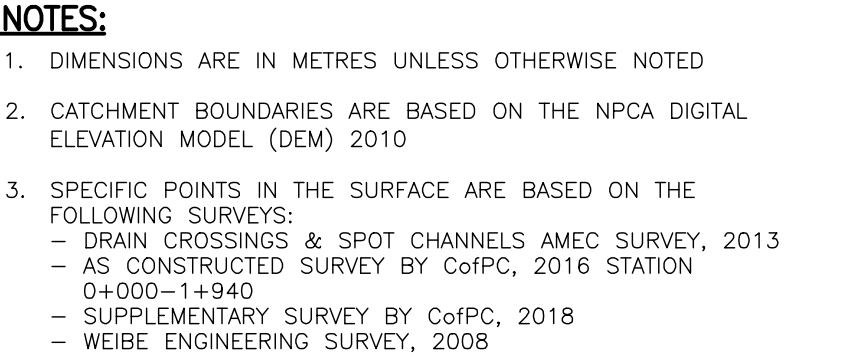 NOTES:
1. DIMENSIONS ARE IN METRES UNLESS OTHERWISE NOTED
2. CATCHMENT BOUNDARIES ARE BASED ON THE NPCA DIGITAL
ELEVATION MODEL (DEM) 2010
3. SPECIFIC POINTS IN THE SURFACE ARE BASED ON THE
FOLLOWING SURVEYS:
– DRAIN CROSSINGS & SPOT CHANNELS AMEC SURVEY, 2013
– AS CONSTRUCTED SURVEY BY CofPC, 2016 STATION
0+000–1+940
– SUPPLEMENTARY SURVEY BY CofPC, 2018
– WEIBE ENGINEERING SURVEY, 2008